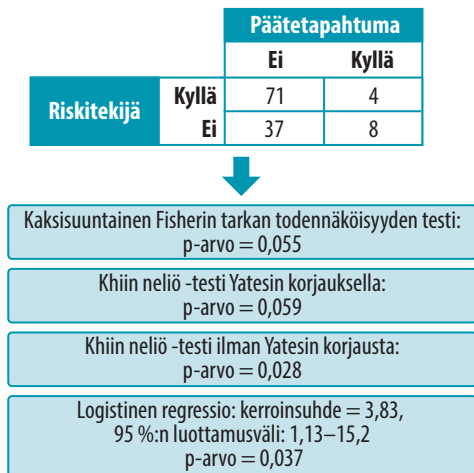 Päätetapahtuma
Ei Kyllä
Riskitekijä Kyllä 71 4
Ei 37 8
Kaksisuuntainen Fisherin tarkan todennäköisyyden testi:
p-arvo = 0,055
Khiin neliö -testi Yatesin korjauksella:
p-arvo = 0,059
Khiin neliö -testi ilman Yatesin korjausta:
p-arvo = 0,028
Logistinen regressio: kerroinsuhde = 3,83,
95 %:n luottamusväli: 1,13–15,2
p-arvo = 0,037